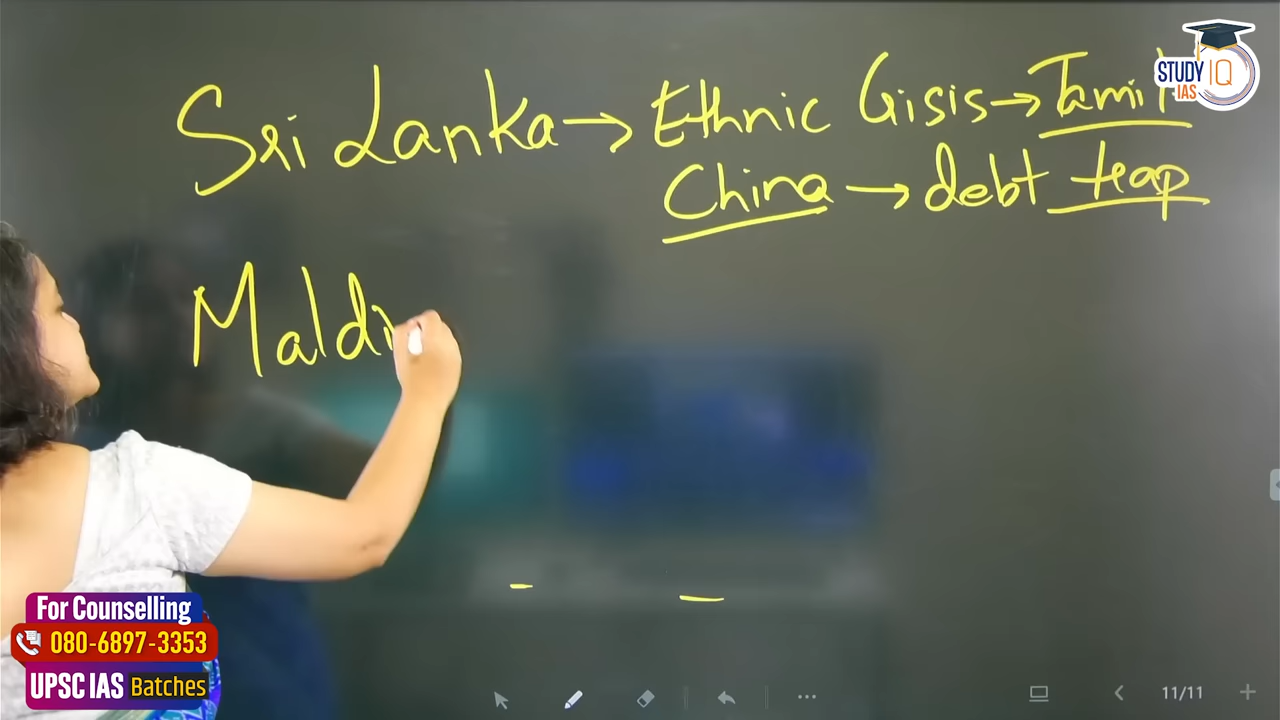 Sri Lanka → Ethnic Crisis → Tamil
China → debt trap
Maldi
STUDY IQ
IAS
For Counselling
080-6897-3353
UPSC IAS Batches
11/11